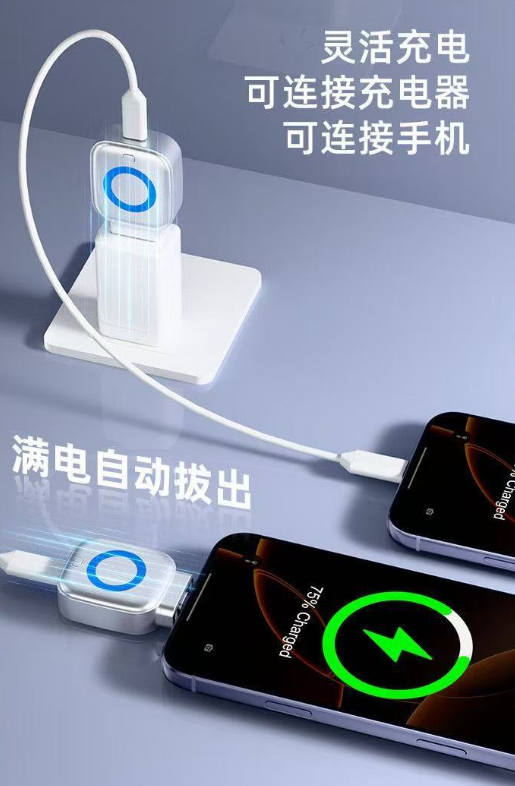 灵活充电
可连接充电器
可连接手机
满电自动拔出
75% Charged
% Charged